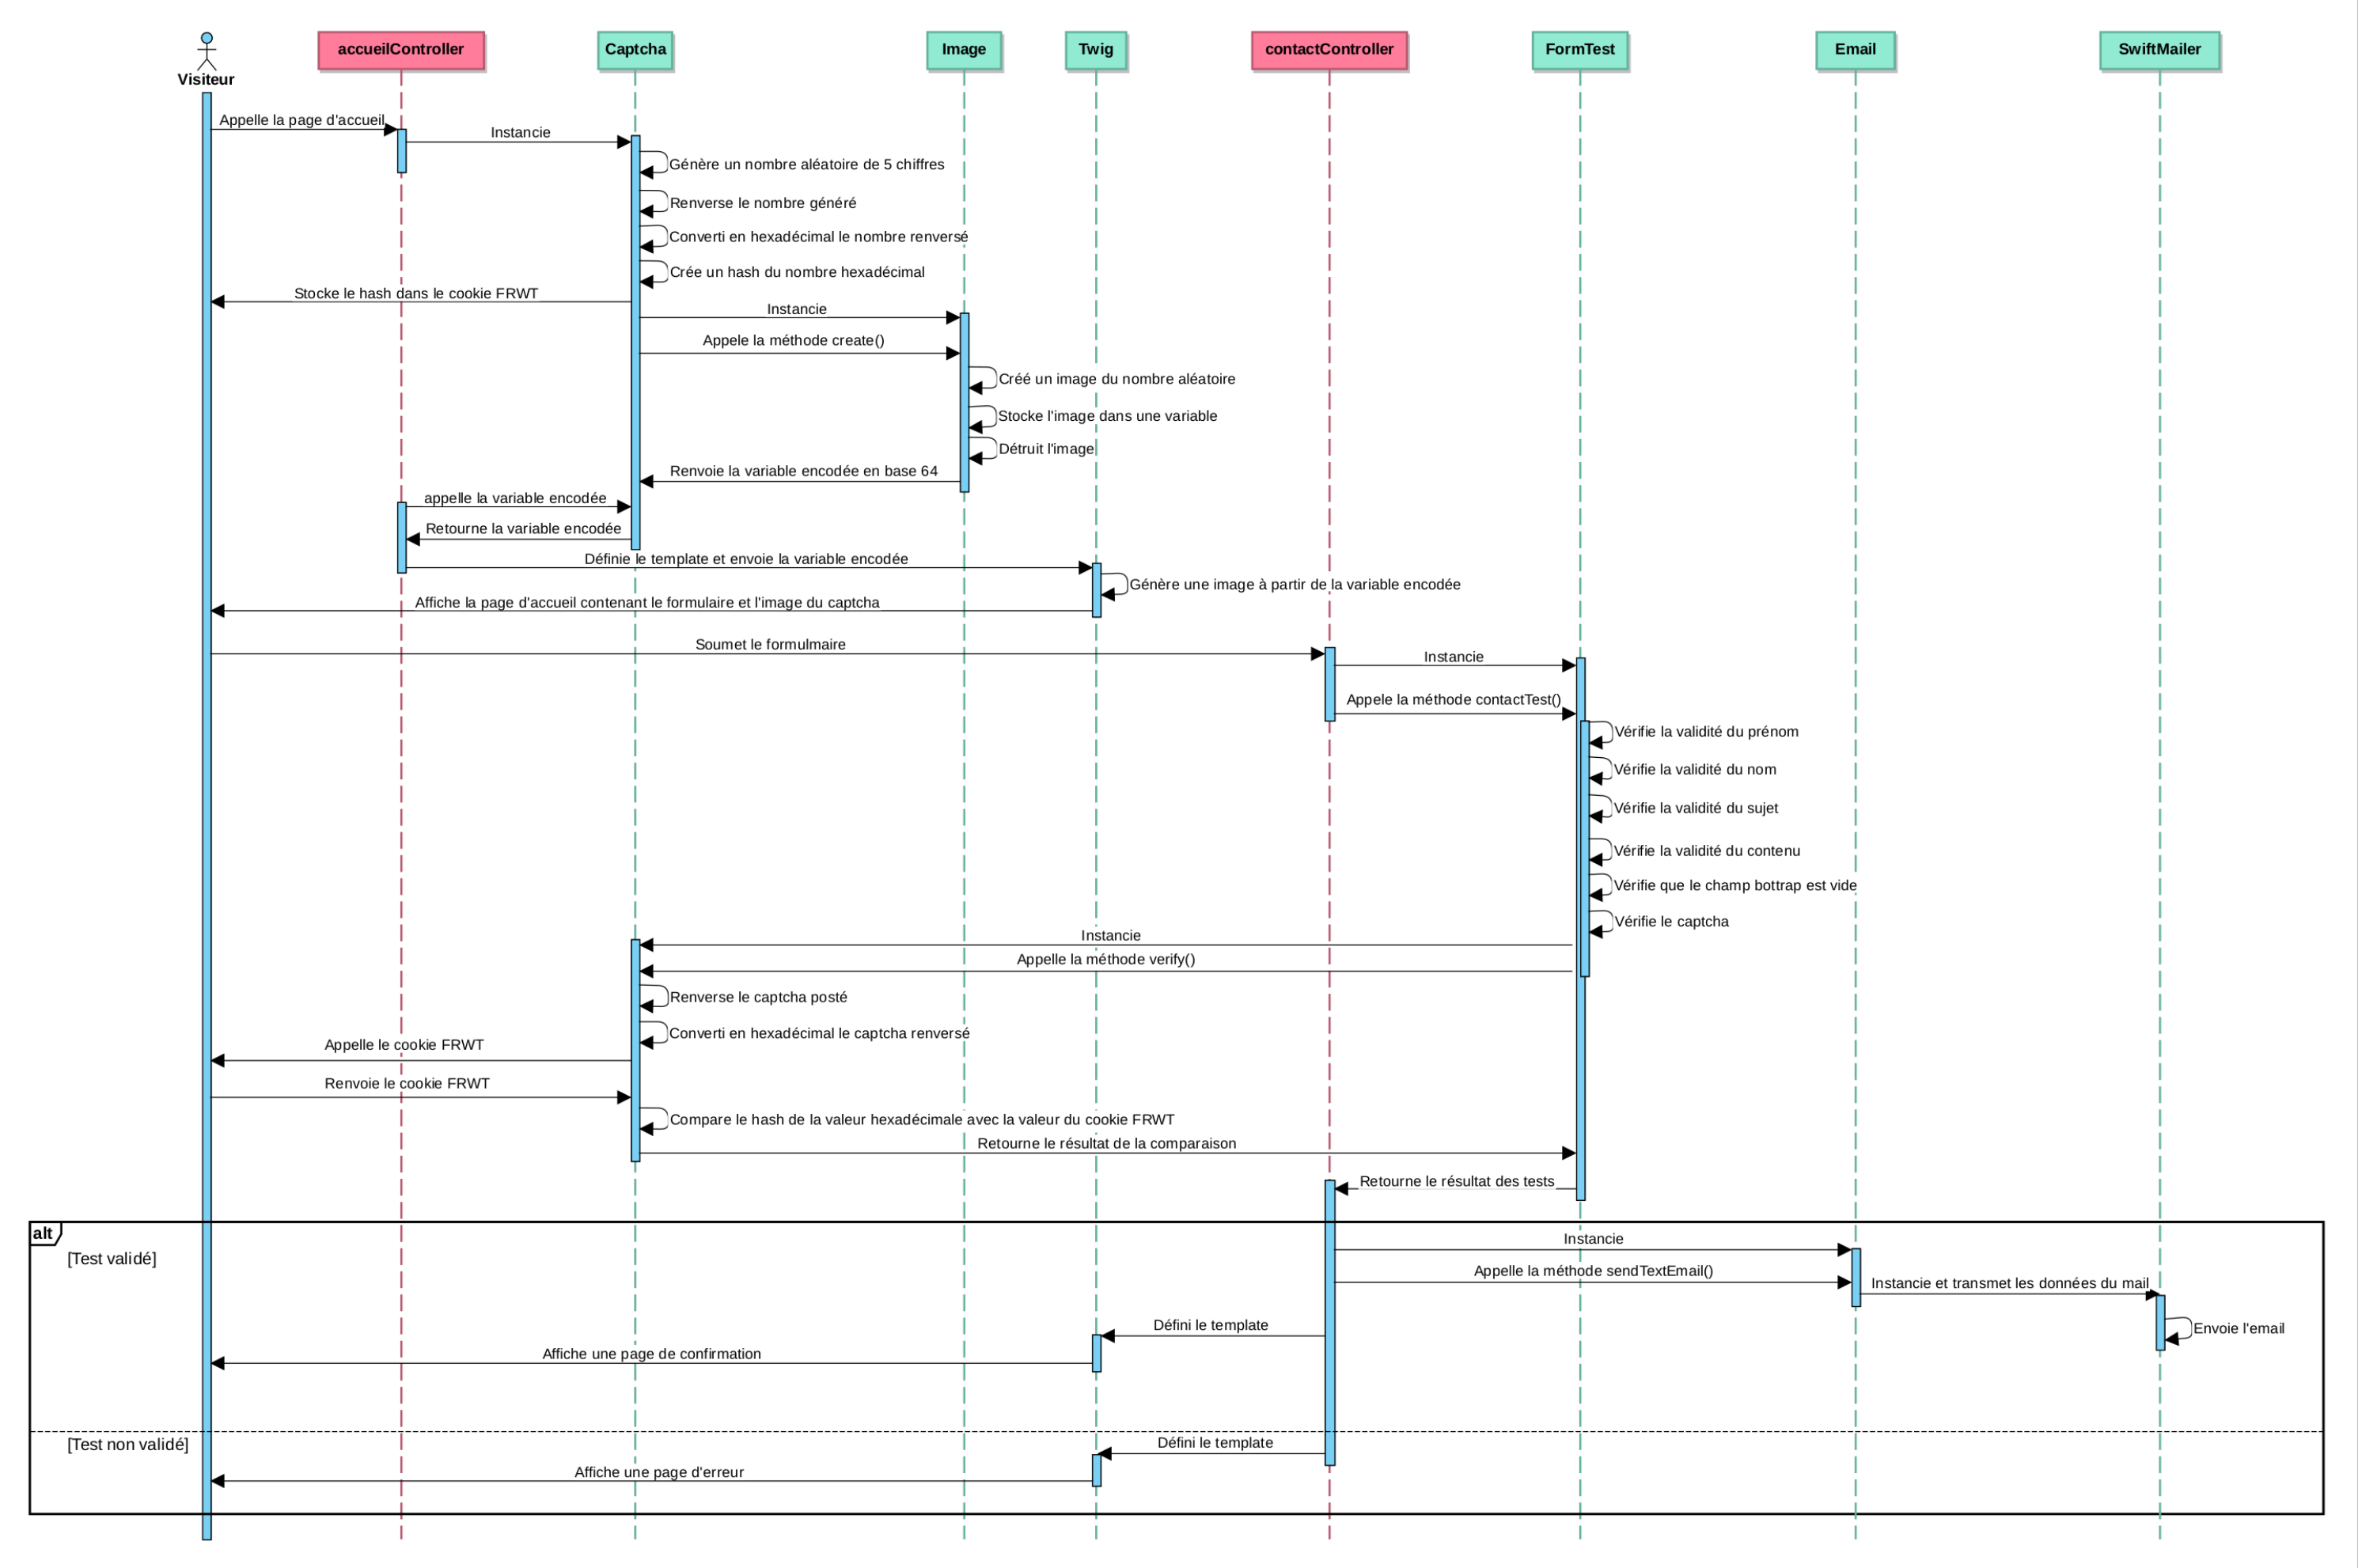 Visiteur
accueilController
Captcha
Image
Twig
contactController
FormTest
Email
SwiftMailer
Appelle la page d'accueil
Instancie
Génère un nombre aléatoire de 5 chiffres
Renverse le nombre généré
Converti en hexadécimal le nombre renversé
Crée un hash du nombre hexadécimal
Stocke le hash dans le cookie FRWT
Instancie
Appele la méthode create()
Créé un image du nombre aléatoire
Stocke l'image dans une variable
Détruit l'image
Renvoie la variable encodée en base 64
appelle la variable encodée
Retourne la variable encodée
Définie le template et envoie la variable encodée
Génère une image à partir de la variable encodée
Affiche la page d'accueil contenant le formulaire et l'image du captcha
Soumet le formulmaire
Instancie
Appele la méthode contactTest()
Vérifie la validité du prénom
Vérifie la validité du nom
Vérifie la validité du sujet
Vérifie la validité du contenu
Vérifie que le champ bottrap est vide
Vérifie le captcha
Instancie
Appelle la méthode verify()
Renverse le captcha posté
Converti en hexadécimal le captcha renversé
Appelle le cookie FRWT
Renvoie le cookie FRWT
Compare le hash de la valeur hexadécimale avec la valeur du cookie FRWT
Retourne le résultat de la comparaison
Retourne le résultat des tests
alt
[Test validé]
Instancie
Appelle la méthode sendTextEmail()
Instancie et transmet les données du mail
Envoie l'email
Défini le template
Affiche une page de confirmation
[Test non validé]
Défini le template
Affiche une page d'erreur